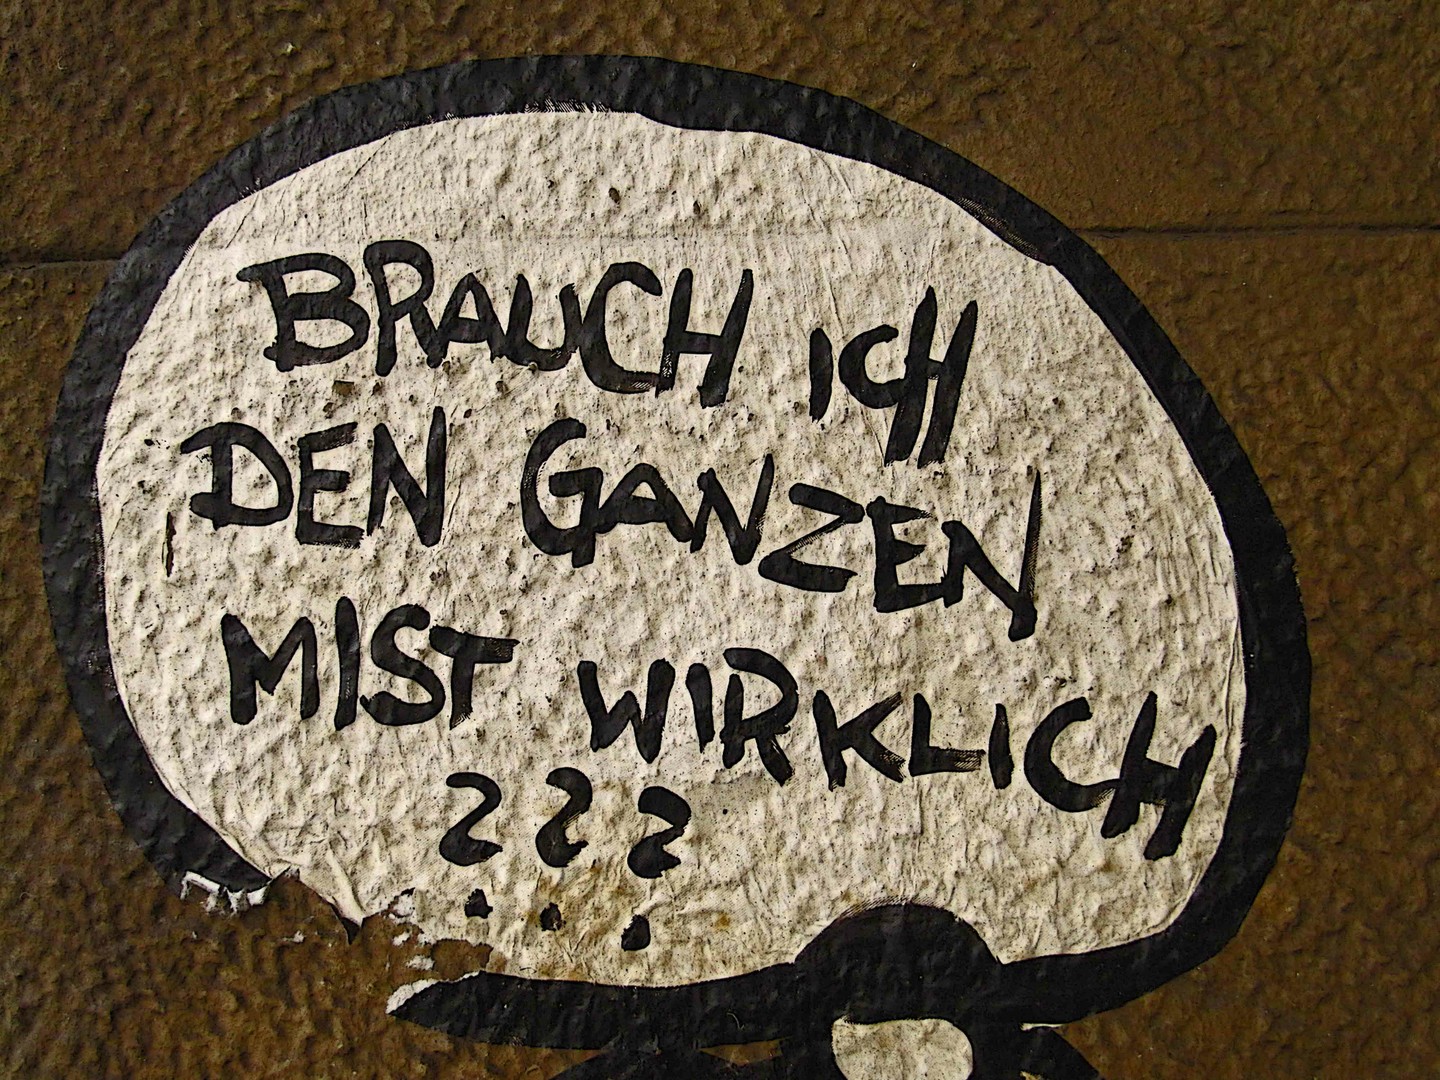 BRAUCH ICH
DEN GANZEN
MIST WIRKLICH
???